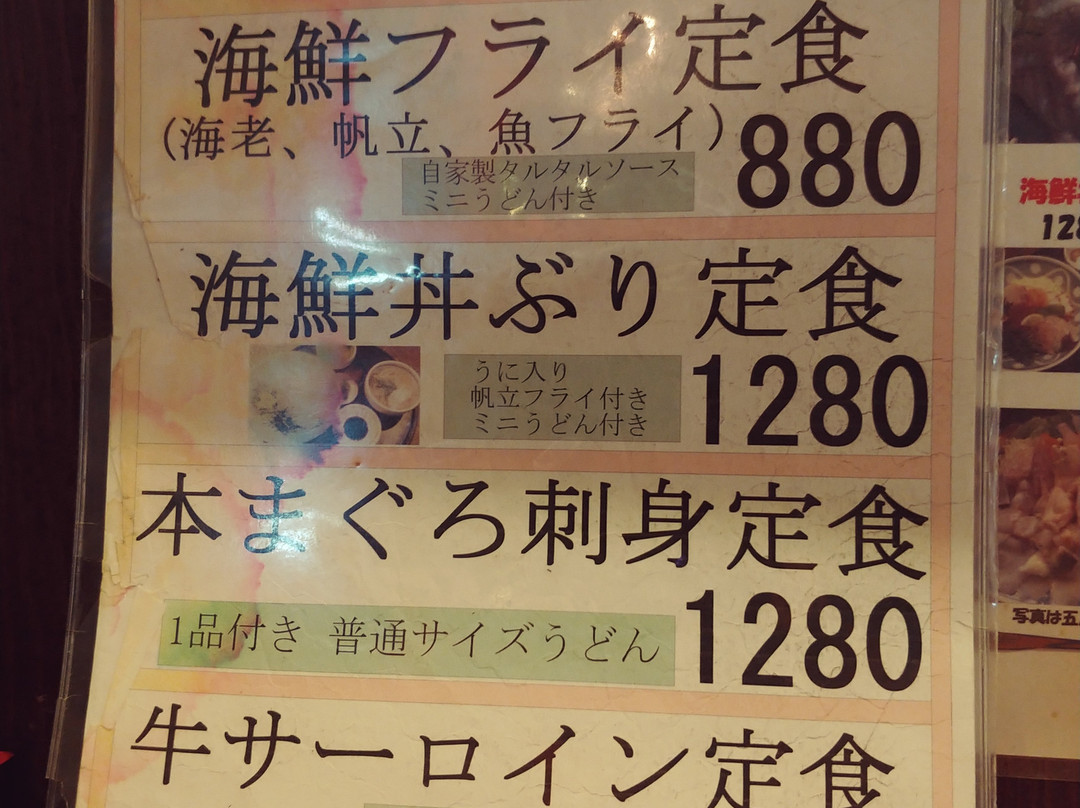 海鮮フライ定食
(海老、帆立、魚フライ)
880
自家製タルタルソース
ミニうどん付き
海鮮丼ぶり定食
うに入り
帆立フライ付き
ミニうどん付き
1280
本まぐろ刺身定食
1品付き 普通サイズうどん
1280
牛サーロイン定食
海鮮
128
写真は五